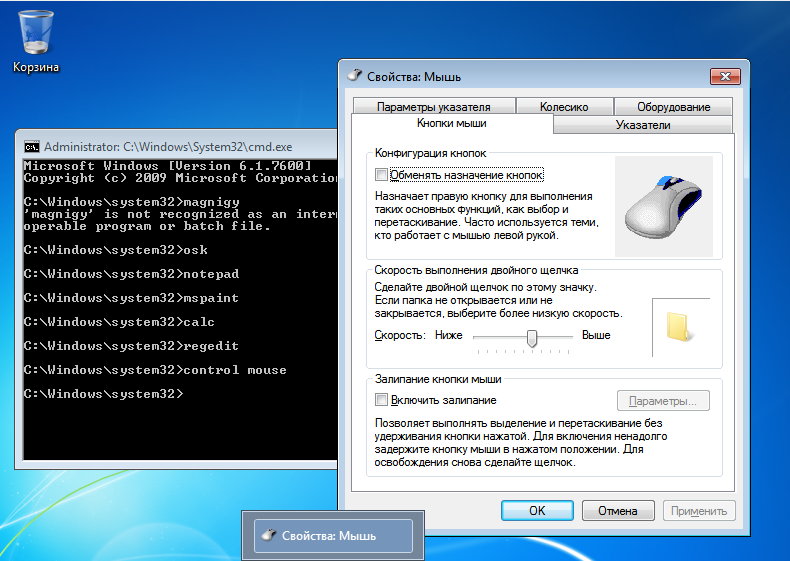 Корзина
Administrator: C:\Windows\System32\cmd.exe
Microsoft Windows [Version 6.1.7600]
Copyright (c) 2009 Microsoft Corporation
C:\Windows\system32>magnigy
'magnigy' is not recognized as an inter
operable program or batch file.
C:\Windows\system32>osk
C:\Windows\system32>notepad
C:\Windows\system32>mspaint
C:\Windows\system32>calc
C:\Windows\system32>regedit
C:\Windows\system32>control mouse
C:\Windows\system32>
Свойства: Мышь
Параметры указателя Колесико Оборудование
Кнопки мыши Указатели
Конфигурация кнопок
Обменять назначение кнопок
Назначает правую кнопку для выполнения
таких основных функций, как выбор и
перетаскивание. Часто используется теми,
кто работает с мышью левой рукой.
Скорость выполнения двойного щелчка
Сделайте двойной щелчок по этому значку.
Если папка не открывается или не
закрывается, выберите более низкую скорость.
Скорость: Ниже Выше
Залипание кнопки мыши
Включить залипание Параметры...
Позволяет выполнять выделение и перетаскивание без
удерживания кнопки нажатой. Для включения ненадолго
задержите кнопку мыши в нажатом положении. Для
освобождения снова сделайте щелчок.
OK Отмена Применить
Свойства: Мышь